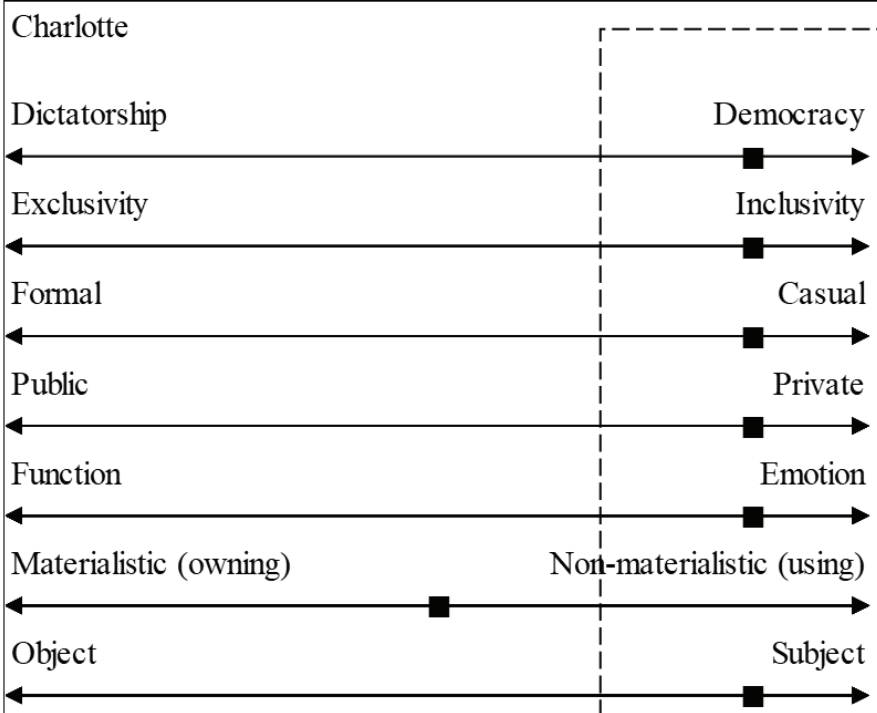 Charlotte
Dictatorship Democracy
Exclusivity Inclusivity
Formal Casual
Public Private
Function Emotion
Materialistic (owning) Non-materialistic (using)
Object Subject